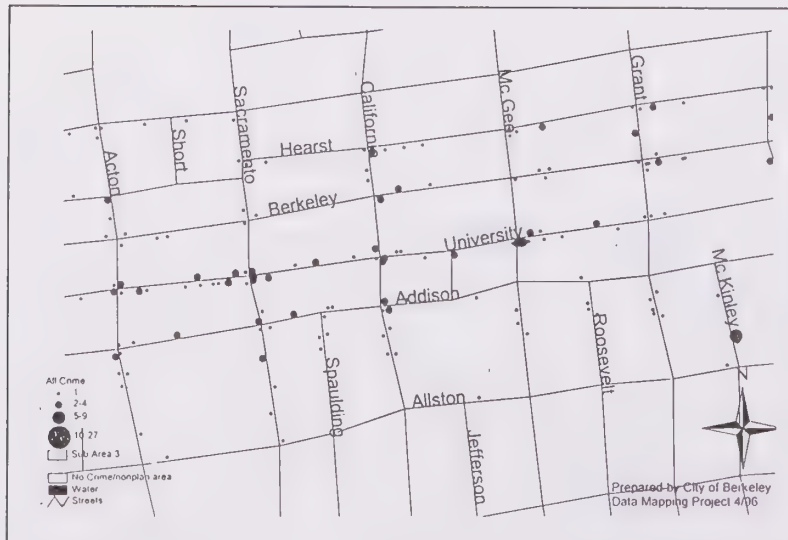 Acton
Short
Sacramento
California
Mc Gee
Grant
Hearst
Berkeley
University
Addison
Mc Kinley
Spaulding
Roosevelt
Allston
Jefferson
All Crime
1
2-4
5-9
10-27
Sub Area 3
No Crime/nonplan area
Water
Streets
N
Prepared by City of Berkeley
Data Mapping Project 4/06